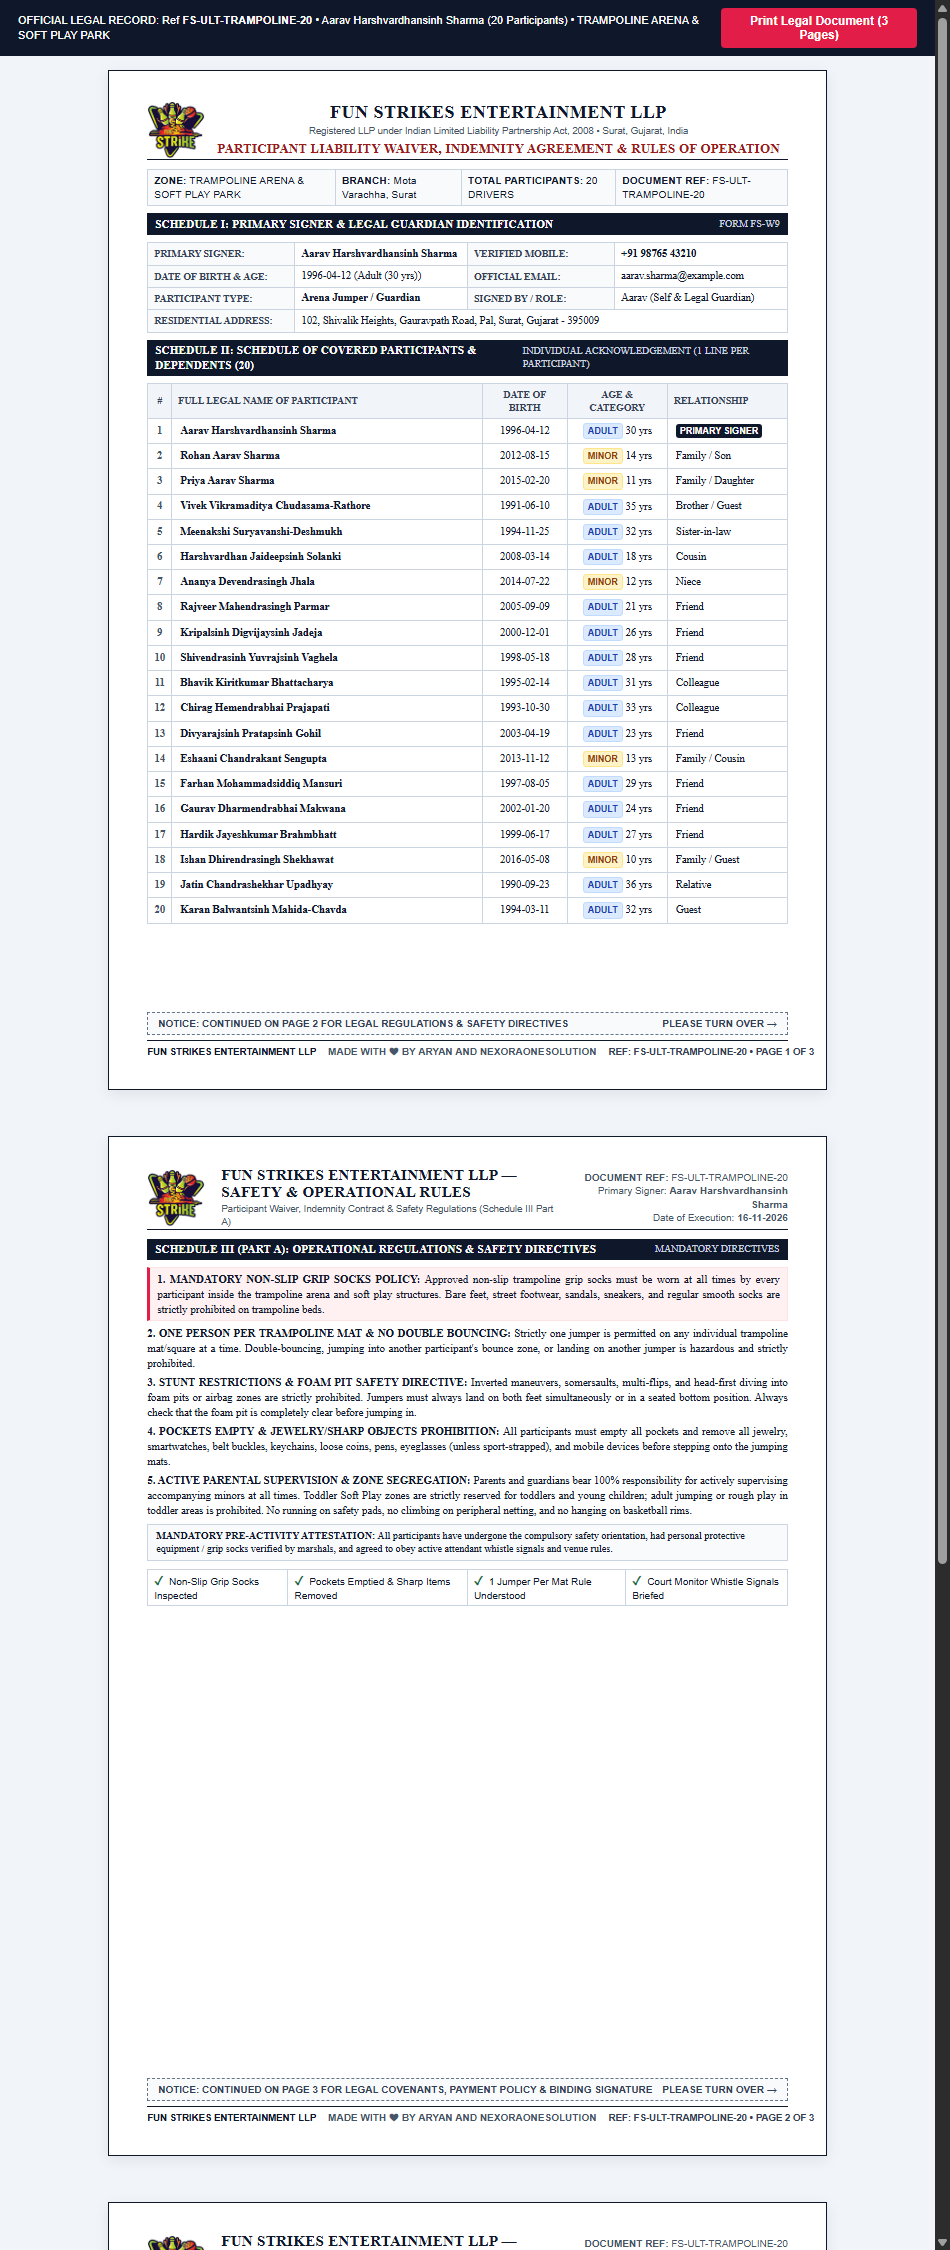 OFFICIAL LEGAL RECORD: Ref FS-ULT-TRAMPOLINE-20 • Aarav Harshvardhansinh Sharma (20 Participants) • TRAMPOLINE ARENA &
SOFT PLAY PARK
Print Legal Document (3
Pages)
STRIKE
FUN STRIKES ENTERTAINMENT LLP
Registered LLP under Indian Limited Liability Partnership Act, 2008 • Surat, Gujarat, India
PARTICIPANT LIABILITY WAIVER, INDEMNITY AGREEMENT & RULES OF OPERATION
ZONE: TRAMPOLINE ARENA &
SOFT PLAY PARK
BRANCH: Mota
Varachha, Surat
TOTAL PARTICIPANTS: 20
DRIVERS
DOCUMENT REF: FS-ULT-
TRAMPOLINE-20
SCHEDULE I: PRIMARY SIGNER & LEGAL GUARDIAN IDENTIFICATION FORM FS-W9
PRIMARY SIGNER: Aarav Harshvardhansinh Sharma VERIFIED MOBILE: +91 98765 43210
DATE OF BIRTH & AGE: 1996-04-12 (Adult (30 yrs)) OFFICIAL EMAIL: aarav.sharma@example.com
PARTICIPANT TYPE: Arena Jumper / Guardian SIGNED BY / ROLE: Aarav (Self & Legal Guardian)
RESIDENTIAL ADDRESS: 102, Shivalik Heights, Gauravpath Road, Pal, Surat, Gujarat - 395009
SCHEDULE II: SCHEDULE OF COVERED PARTICIPANTS &
DEPENDENTS (20)
INDIVIDUAL ACKNOWLEDGEMENT (1 LINE PER
PARTICIPANT)
# FULL LEGAL NAME OF PARTICIPANT DATE OF BIRTH AGE & CATEGORY RELATIONSHIP
1 Aarav Harshvardhansinh Sharma 1996-04-12 ADULT 30 yrs PRIMARY SIGNER
2 Rohan Aarav Sharma 2012-08-15 MINOR 14 yrs Family / Son
3 Priya Aarav Sharma 2015-02-20 MINOR 11 yrs Family / Daughter
4 Vivek Vikramaditya Chudasama-Rathore 1991-06-10 ADULT 35 yrs Brother / Guest
5 Meenakshi Suryavanshi-Deshmukh 1994-11-25 ADULT 32 yrs Sister-in-law
6 Harshvardhan Jaideepsinh Solanki 2008-03-14 ADULT 18 yrs Cousin
7 Ananya Devendrasingh Jhala 2014-07-22 MINOR 12 yrs Niece
8 Rajveer Mahendrasingh Parmar 2005-09-09 ADULT 21 yrs Friend
9 Kripalsinh Digvijaysinh Jadeja 2000-12-01 ADULT 26 yrs Friend
10 Shivendrasinh Yuvrajsinh Vaghela 1998-05-18 ADULT 28 yrs Friend
11 Bhavik Kiritkumar Bhattacharya 1995-02-14 ADULT 31 yrs Colleague
12 Chirag Hemendrabhai Prajapati 1993-10-30 ADULT 33 yrs Colleague
13 Divyarajsinh Pratapsinh Gohil 2003-04-19 ADULT 23 yrs Friend
14 Eshaani Chandrakant Sengupta 2013-11-12 MINOR 13 yrs Family / Cousin
15 Farhan Mohammadsiddiq Mansuri 1997-08-05 ADULT 29 yrs Friend
16 Gaurav Dharmendrabhai Makwana 2002-01-20 ADULT 24 yrs Friend
17 Hardik Jayeshkumar Brahmbhatt 1999-06-17 ADULT 27 yrs Friend
18 Ishan Dhirendrasingh Shekhawat 2016-05-08 MINOR 10 yrs Family / Guest
19 Jatin Chandrashekhar Upadhyay 1990-09-23 ADULT 36 yrs Relative
20 Karan Balwantsinh Mahida-Chavda 1994-03-11 ADULT 32 yrs Guest
NOTICE: CONTINUED ON PAGE 2 FOR LEGAL REGULATIONS & SAFETY DIRECTIVES PLEASE TURN OVER →
FUN STRIKES ENTERTAINMENT LLP MADE WITH ❤ BY ARYAN AND NEXORAONESOLUTION REF: FS-ULT-TRAMPOLINE-20 • PAGE 1 OF 3
STRIKE
FUN STRIKES ENTERTAINMENT LLP —
SAFETY & OPERATIONAL RULES
Participant Waiver, Indemnity Contract & Safety Regulations (Schedule III Part
A)
DOCUMENT REF: FS-ULT-TRAMPOLINE-20
Primary Signer: Aarav Harshvardhansinh
Sharma
Date of Execution: 16-11-2026
SCHEDULE III (PART A): OPERATIONAL REGULATIONS & SAFETY DIRECTIVES MANDATORY DIRECTIVES
1. MANDATORY NON-SLIP GRIP SOCKS POLICY: Approved non-slip trampoline grip socks must be worn at all times by every
participant inside the trampoline arena and soft play structures. Bare feet, street footwear, sandals, sneakers, and regular smooth socks are
strictly prohibited on trampoline beds.
2. ONE PERSON PER TRAMPOLINE MAT & NO DOUBLE BOUNCING: Strictly one jumper is permitted on any individual trampoline
mat/square at a time. Double-bouncing, jumping into another participant's bounce zone, or landing on another jumper is hazardous and strictly
prohibited.
3. STUNT RESTRICTIONS & FOAM PIT SAFETY DIRECTIVE: Inverted maneuvers, somersaults, multi-flips, and head-first diving into
foam pits or airbag zones are strictly prohibited. Jumpers must always land on both feet simultaneously or in a seated bottom position. Always
check that the foam pit is completely clear before jumping in.
4. POCKETS EMPTY & JEWELRY/SHARP OBJECTS PROHIBITION: All participants must empty all pockets and remove all jewelry,
smartwatches, belt buckles, keychains, loose coins, pens, eyeglasses (unless sport-strapped), and mobile devices before stepping onto the jumping
mats.
5. ACTIVE PARENTAL SUPERVISION & ZONE SEGREGATION: Parents and guardians bear 100% responsibility for actively supervising
accompanying minors at all times. Toddler Soft Play zones are strictly reserved for toddlers and young children; adult jumping or rough play in
toddler areas is prohibited. No running on safety pads, no climbing on peripheral netting, and no hanging on basketball rims.
MANDATORY PRE-ACTIVITY ATTESTATION: All participants have undergone the compulsory safety orientation, had personal protective
equipment / grip socks verified by marshals, and agreed to obey active attendant whistle signals and venue rules.
✓ Non-Slip Grip Socks
Inspected
✓ Pockets Emptied & Sharp Items
Removed
✓ 1 Jumper Per Mat Rule
Understood
✓ Court Monitor Whistle Signals
Briefed
NOTICE: CONTINUED ON PAGE 3 FOR LEGAL COVENANTS, PAYMENT POLICY & BINDING SIGNATURE PLEASE TURN OVER →
FUN STRIKES ENTERTAINMENT LLP MADE WITH ❤ BY ARYAN AND NEXORAONESOLUTION REF: FS-ULT-TRAMPOLINE-20 • PAGE 2 OF 3
FUN STRIKES ENTERTAINMENT LLP —
DOCUMENT REF: FS-ULT-TRAMPOLINE-20